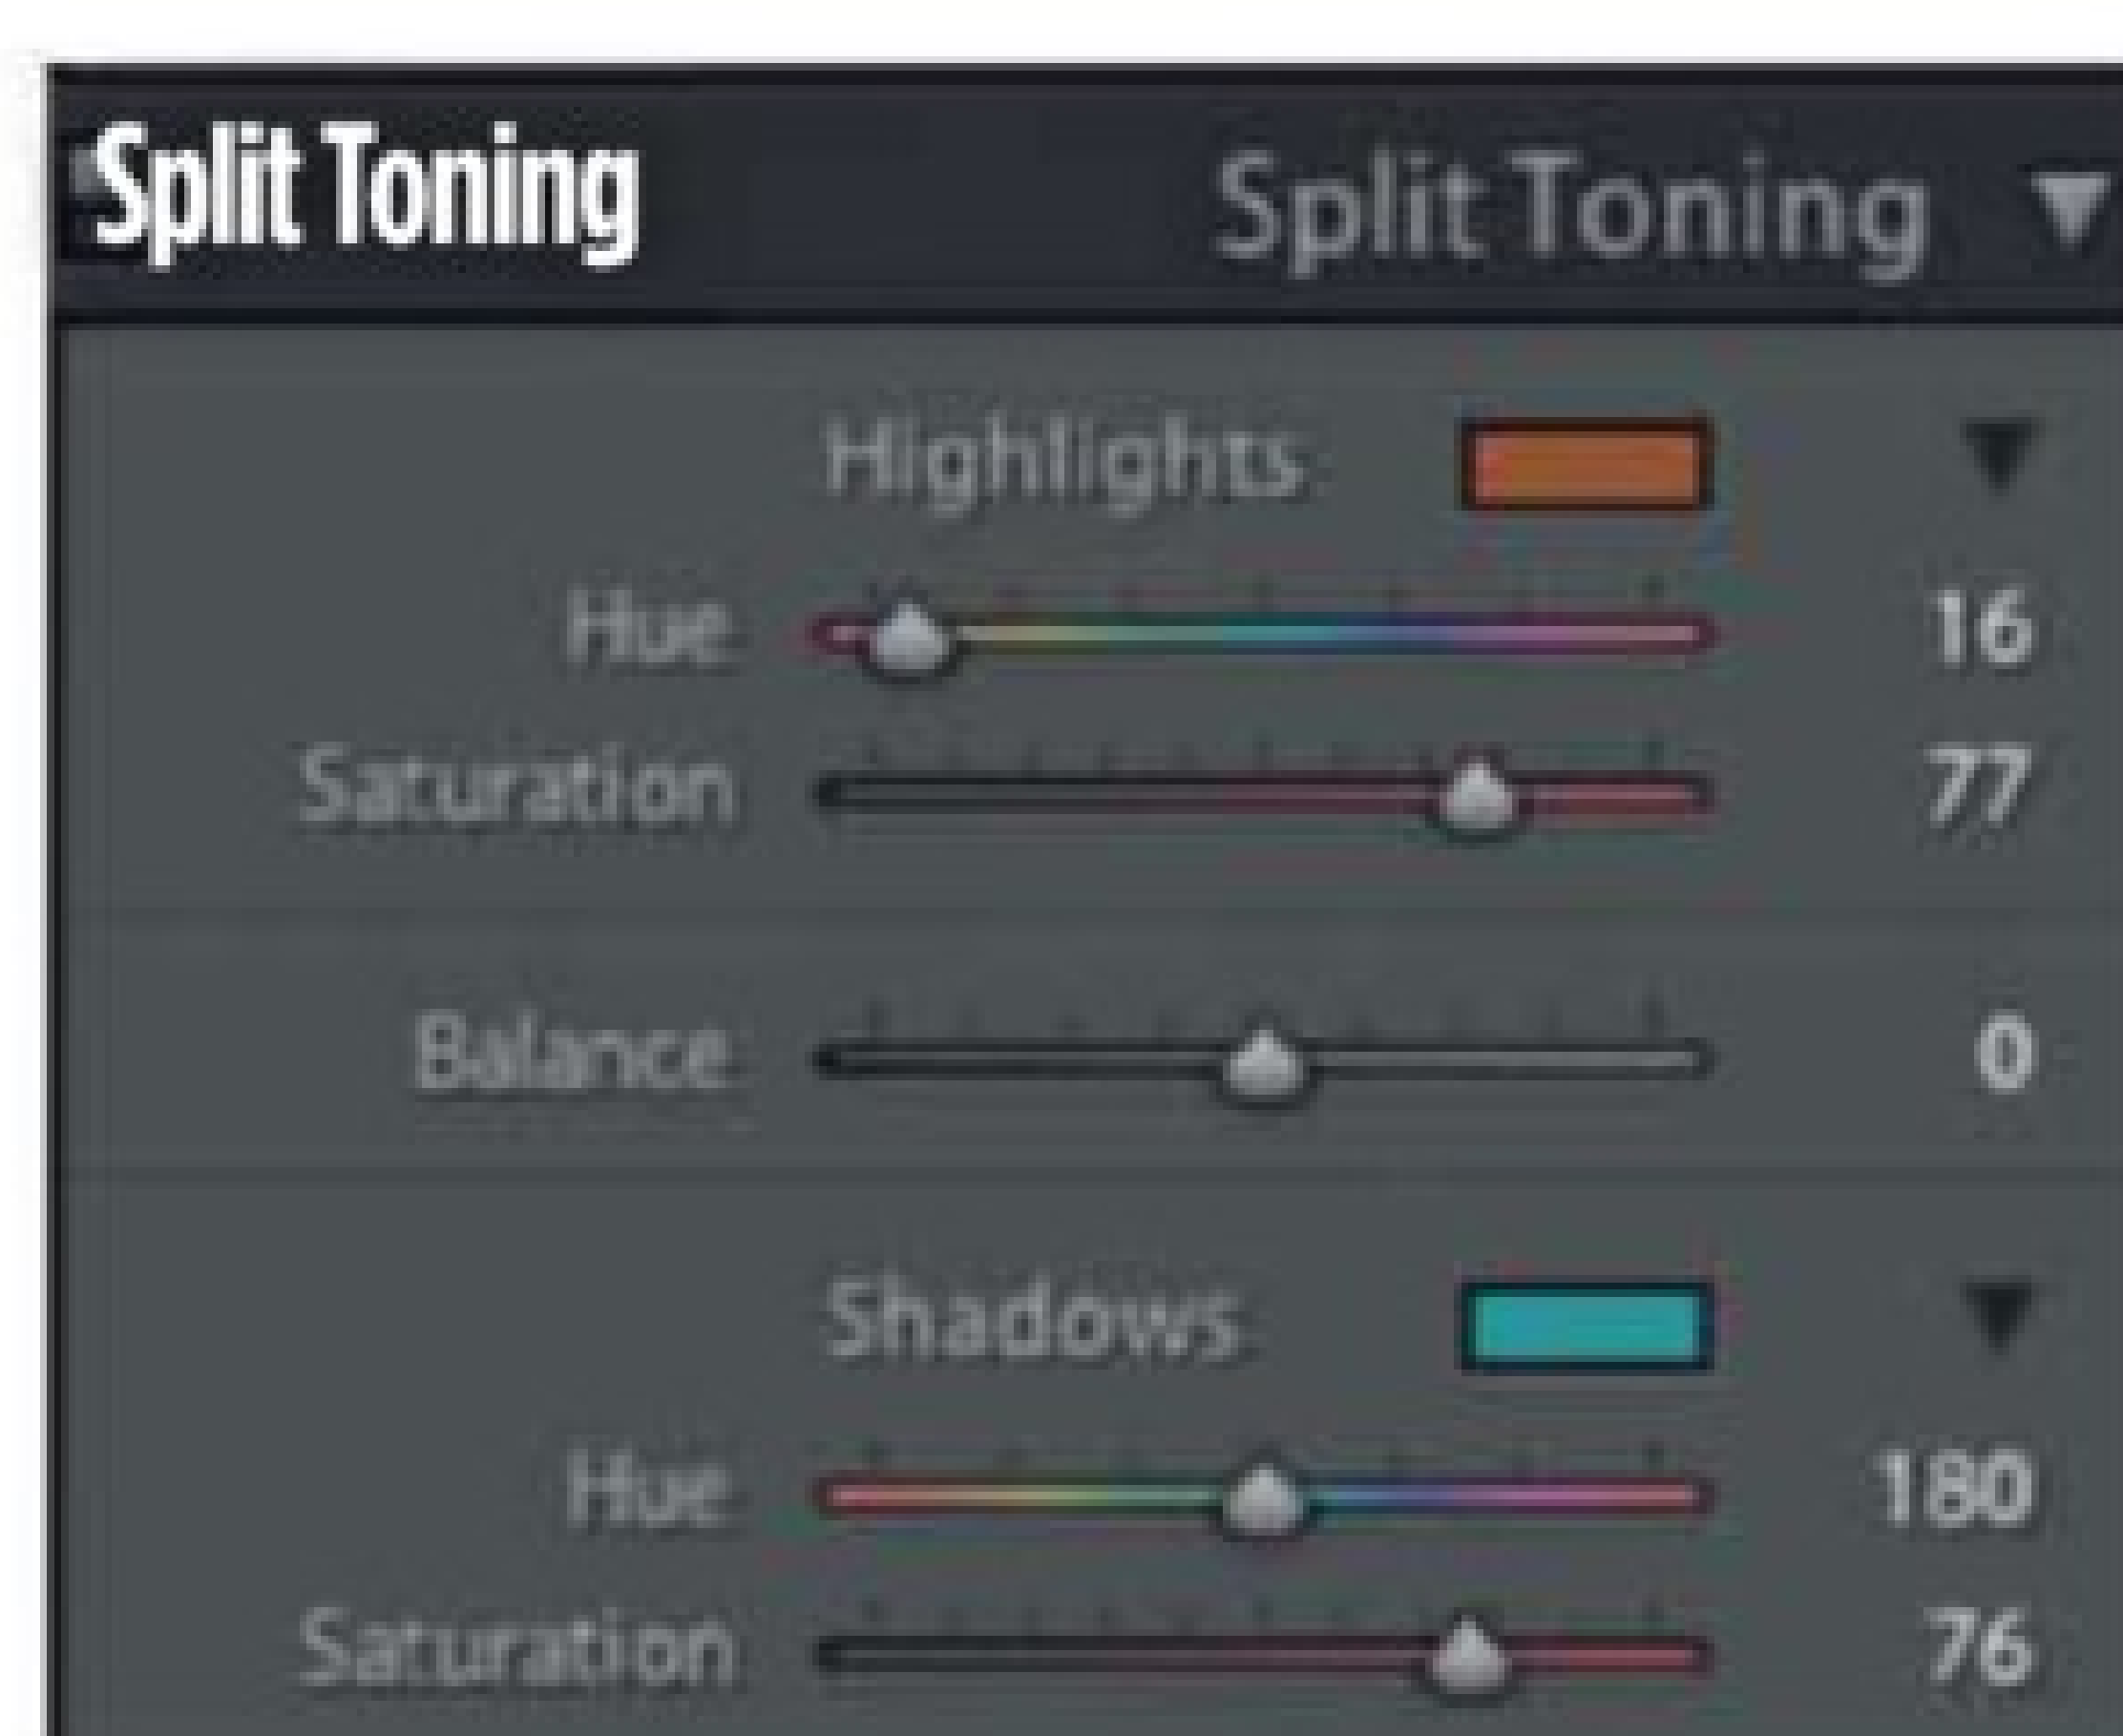 Split Toning Split Toning
Highlights
Hue 16
Saturation 77
Balance 0
Shadows
Hue 180
Saturation 76